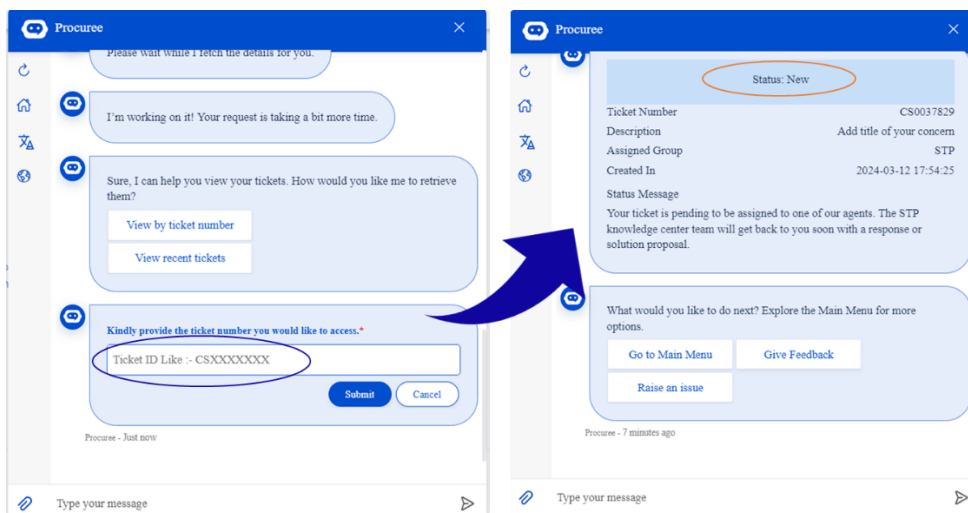 Procuree
Please wait while I fetch the details for you.
I'm working on it! Your request is taking a bit more time.
Sure, I can help you view your tickets. How would you like me to retrieve
them?
View by ticket number
View recent tickets
Kindly provide the ticket number you would like to access.*
Ticket ID Like :- CSXXXXXXX
Submit
Cancel
Procuree - Just now
Type your message
Procuree
Status: New
Ticket Number CS0037829
Description Add title of your concern
Assigned Group STP
Created In 2024-03-12 17:54:25
Status Message
Your ticket is pending to be assigned to one of our agents. The STP
knowledge center team will get back to you soon with a response or
solution proposal.
What would you like to do next? Explore the Main Menu for more
options.
Go to Main Menu
Give Feedback
Raise an issue
Procuree - 7 minutes ago
Type your message